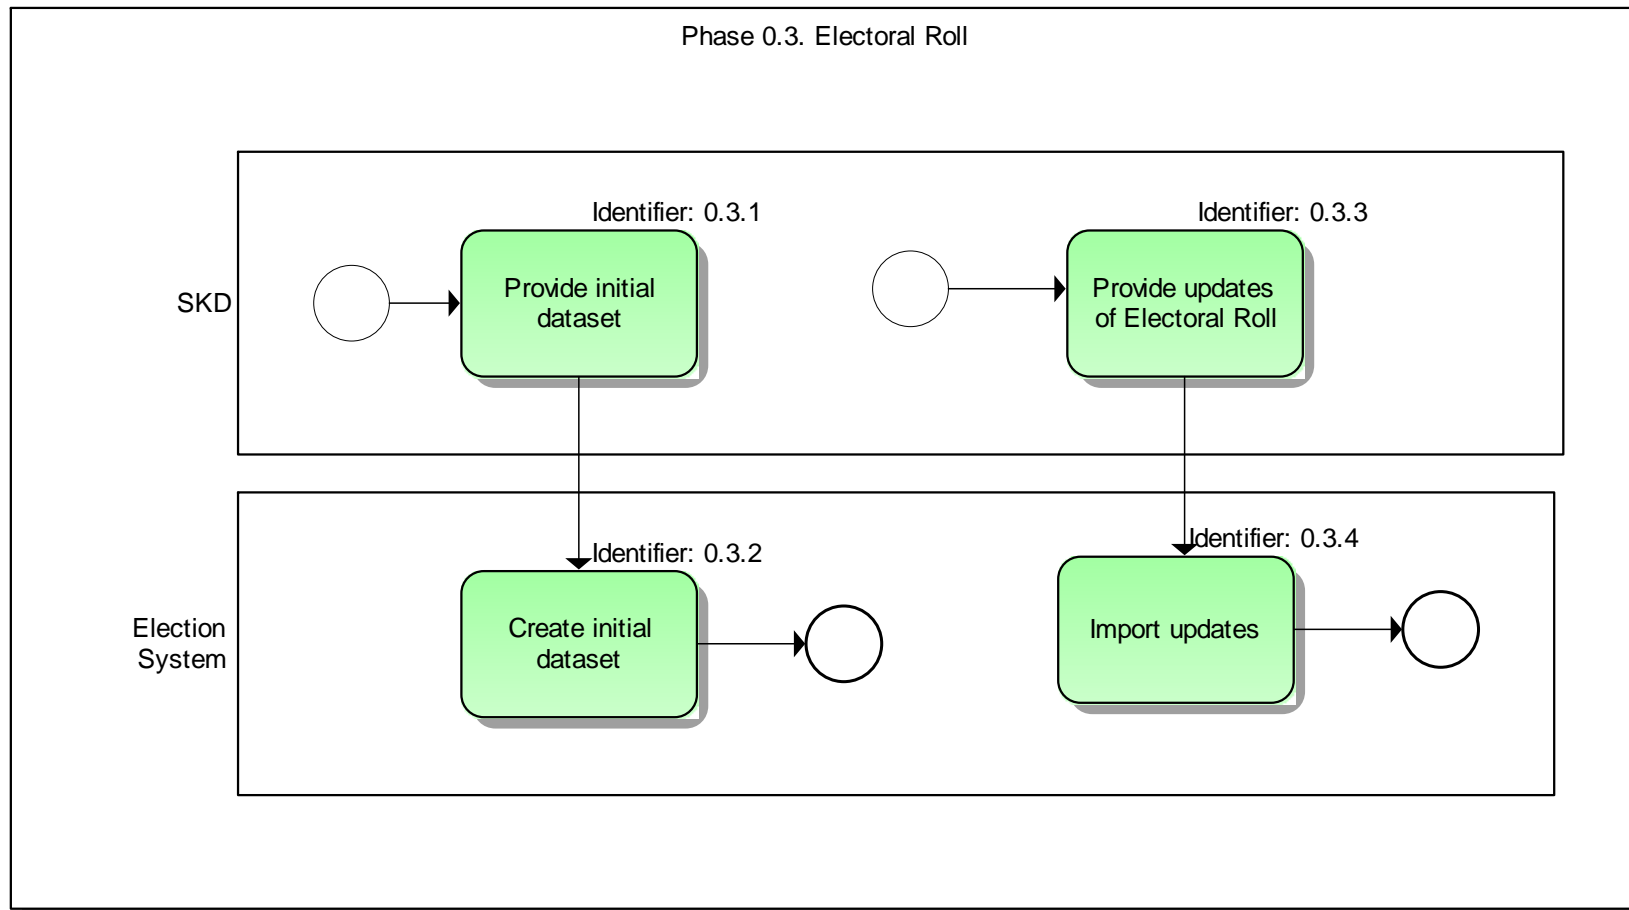 Phase 0.3. Electoral Roll
SKD
Identifier: 0.3.1
Provide initial
dataset
Identifier: 0.3.3
Provide updates
of Electoral Roll
Election
System
Identifier: 0.3.2
Create initial
dataset
Identifier: 0.3.4
Import updates